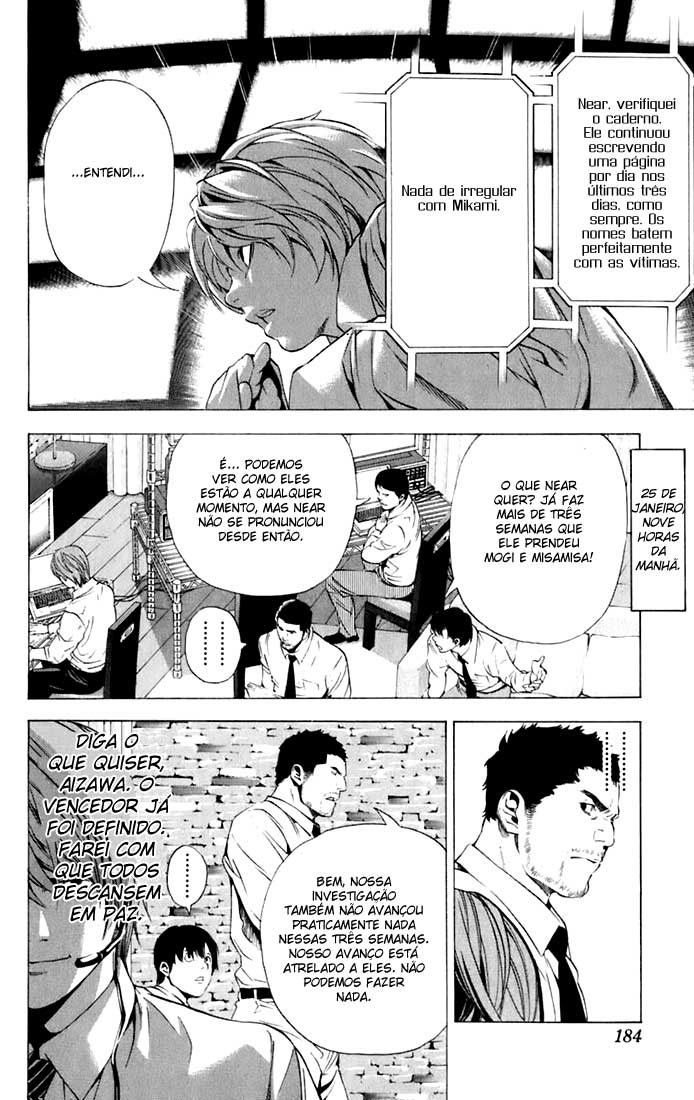 Near, verifiquei
o caderno.
Ele continuou
escrevendo
uma página
por dia nos
últimos três
dias, como
sempre. Os
nomes batem
perfeitamente
com as vítimas.
Nada de irregular
com Mikami.
...ENTENDI...
25 DE
JANEIRO,
NOVE
HORAS
DA
MANHÃ.
O QUE NEAR
QUER? JÁ FAZ
MAIS DE TRÊS
SEMANAS QUE
ELE PRENDEU
MOGI E MISAMISA!
É... PODEMOS
VER COMO ELES
ESTÃO A QUALQUER
MOMENTO, MAS NEAR
NÃO SE PRONUNCIOU
DESDE ENTÃO.
BEM, NOSSA
INVESTIGAÇÃO
TAMBÉM NÃO AVANÇOU
PRATICAMENTE NADA
NESSAS TRÊS SEMANAS.
NOSSO AVANÇO ESTÁ
ATRELADO A ELES. NÃO
PODEMOS FAZER
NADA.
DIGA O
QUE QUISER,
AIZAWA. O
VENCEDOR JÁ
FOI DEFINIDO.
FAREI COM
QUE TODOS
DESCANSEM
EM PAZ.
184